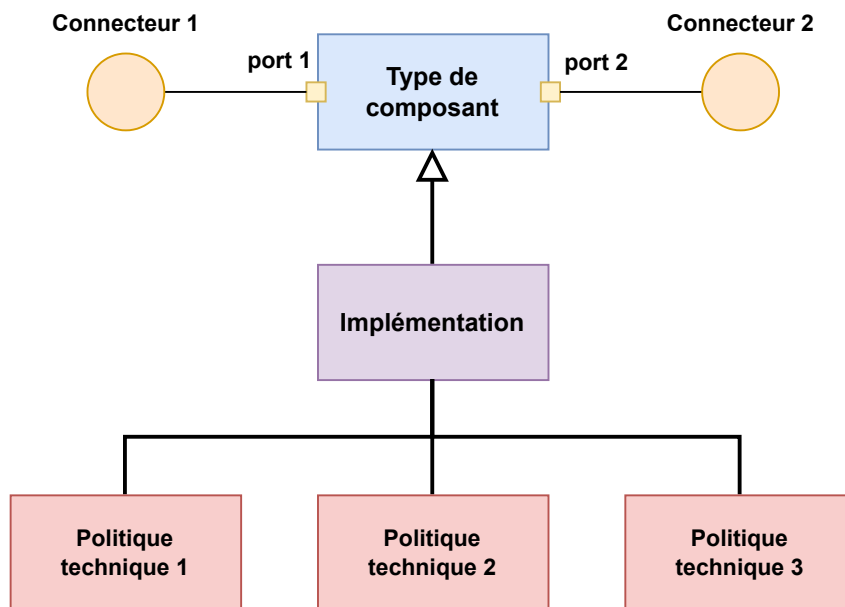 Connecteur 1
Connecteur 2
port 1
port 2
Type de
composant
Implémentation
Politique
technique 1
Politique
technique 2
Politique
technique 3